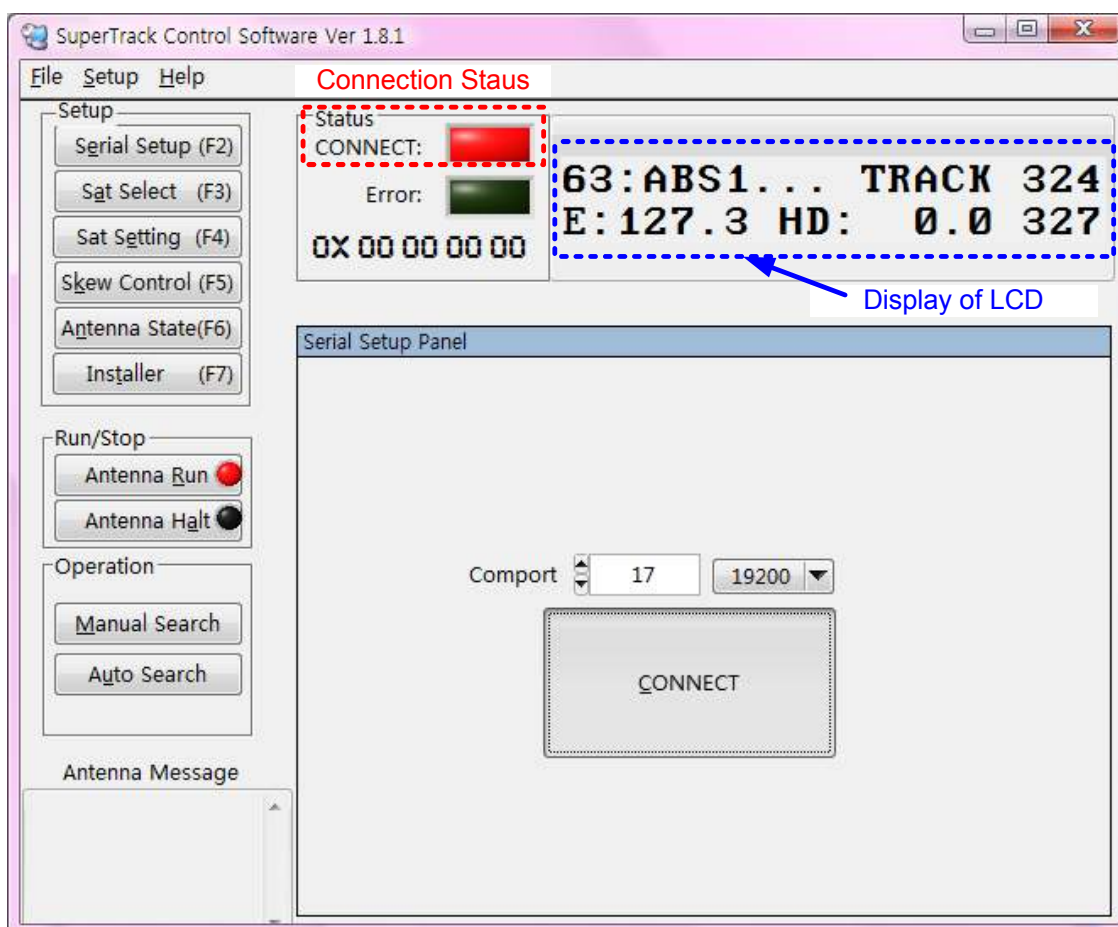 SuperTrack Control Software Ver 1.8.1
File Setup Help
Connection Staus
Setup
Serial Setup (F2)
Sat Select (F3)
Sat Setting (F4)
Skew Control (F5)
Antenna State(F6)
Installer (F7)
Status
CONNECT:
Error:
0X 00 00 00 00
63:ABS1... TRACK 324
E:127.3 HD: 0.0 327
Display of LCD
Serial Setup Panel
Run/Stop
Antenna Run
Antenna Halt
Operation
Manual Search
Auto Search
Comport 17 19200
CONNECT
Antenna Message